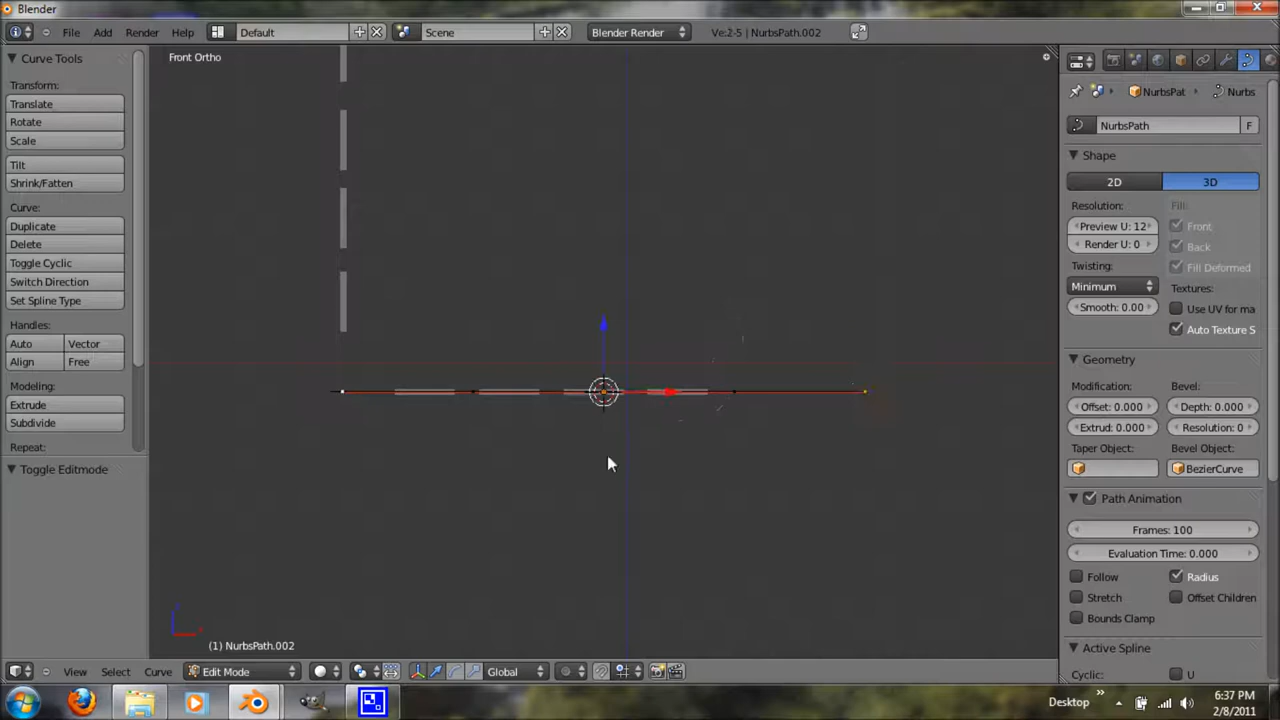 Blender
File Add Render Help Default Scene Blender Render Ve:2-5 | NurbsPath.002
Curve Tools
Transform:
Translate
Rotate
Scale
Tilt
Shrink/Fatten
Curve:
Duplicate
Delete
Toggle Cyclic
Switch Direction
Set Spline Type
Handles:
Auto Vector
Align Free
Modeling:
Extrude
Subdivide
Repeat:
Toggle Editmode
Front Ortho
(1) NurbsPath.002
NurbsPat Nurbs
NurbsPath F
Shape
2D 3D
Resolution: Fill:
Preview U: 12 Front
Render U: 0 Back
Fill Deformed
Twisting:
Minimum Textures:
Smooth: 0.00 Use UV for ma
Auto Texture S
Geometry
Modification: Bevel:
Offset: 0.000 Depth: 0.000
Extrud: 0.000 Resolution: 0
Taper Object: Bevel Object:
BezierCurve
Path Animation
Frames: 100
Evaluation Time: 0.000
Follow Radius
Stretch Offset Children
Bounds Clamp
Active Spline
Cyclic: U
View Select Curve Edit Mode Global
Desktop
6:37 PM
2/8/2011